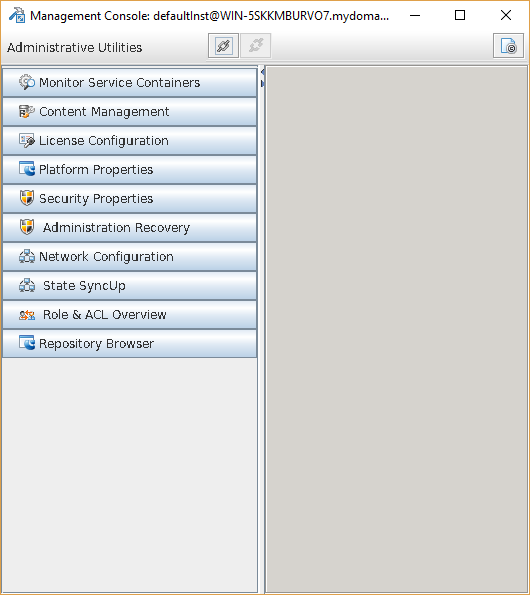 Management Console: defaultInst@WIN-5SKKMBURVO7.mydoma...
Administrative Utilities
Monitor Service Containers
Content Management
License Configuration
Platform Properties
Security Properties
Administration Recovery
Network Configuration
State SyncUp
Role & ACL Overview
Repository Browser